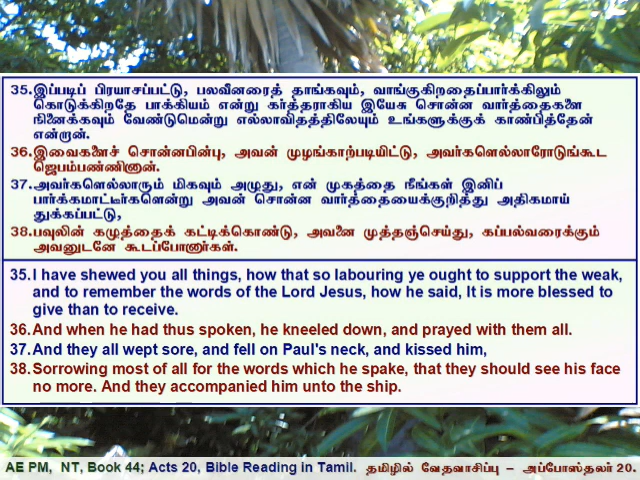 35. இப்படிப் பிரயாசப்பட்டு, பலவீனரைத் தாங்கவும், வாங்குகிறதைப்பார்க்கிலும்
கொடுக்கிறதே பாக்கியம் என்று கர்த்தராகிய இயேசு சொன்ன வார்த்தைகளை
நினைக்கவும் வேண்டுமென்று எல்லாவிதத்திலேயும் உங்களுக்குக் காண்பித்தேன்
என்றான்.
36. இவைகளைச் சொன்னபின்பு, அவன் முழங்காற்படியிட்டு, அவர்களெல்லாரோடுங்கூட
ஜெபம்பண்ணினான்.
37. அவர்களெல்லாரும் மிகவும் அழுது, என் முகத்தை நீங்கள் இனிப்
பார்க்கமாட்டீர்களென்று அவன் சொன்ன வார்த்தையைக்குறித்து அதிகமாய்
துக்கப்பட்டு,
38. பவுலின் கழுத்தைக் கட்டிக்கொண்டு, அவனை முத்தஞ்செய்து, கப்பல்வரைக்கும்
அவனுடனே கூடப்போனார்கள்.
35. I have shewed you all things, how that so labouring ye ought to support the weak,
and to remember the words of the Lord Jesus, how he said, It is more blessed to
give than to receive.
36. And when he had thus spoken, he kneeled down, and prayed with them all.
37. And they all wept sore, and fell on Paul's neck, and kissed him,
38. Sorrowing most of all for the words which he spake, that they should see his face
no more. And they accompanied him unto the ship.
AE PM, NT, Book 44; Acts 20, Bible Reading in Tamil. தமிழில் வேதவாசிப்பு – அப்போஸ்தலர் 20.